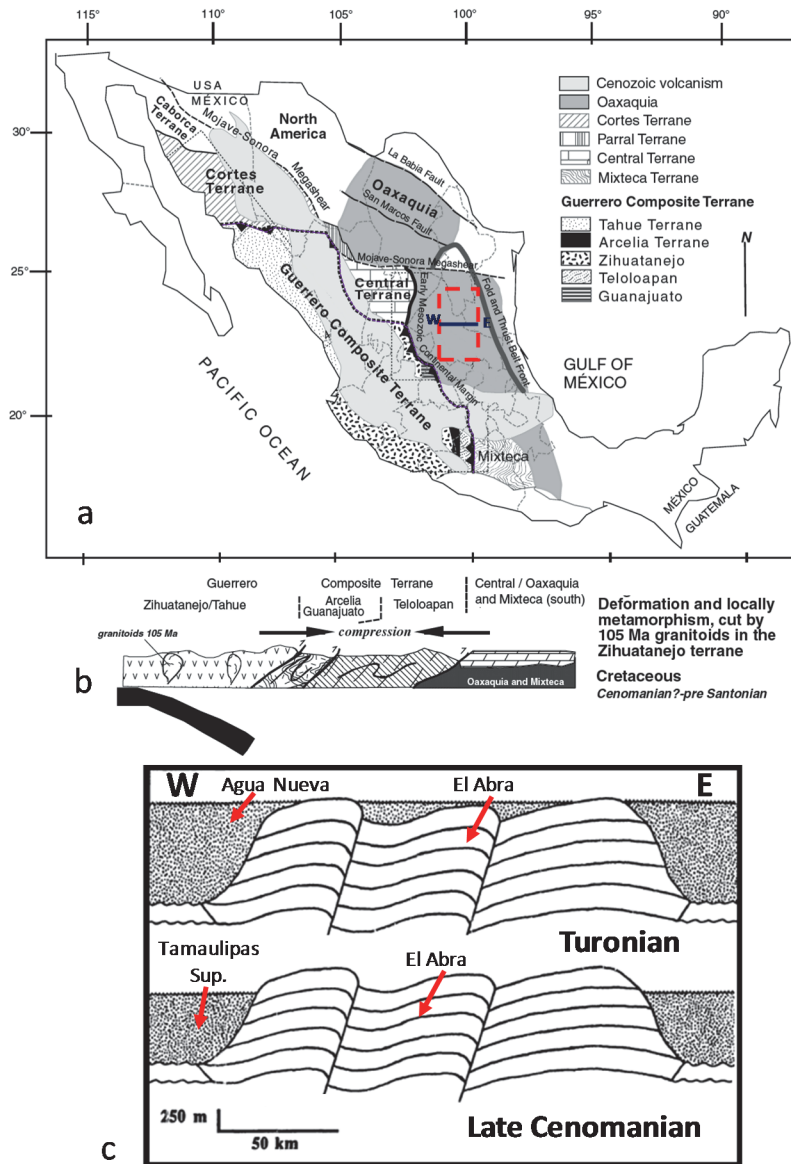 115°
110°
105°
100°
95°
90°
30°
25°
20°
USA
MÉXICO
Caborca
Terrane
Mojave-Sonora
Megashear
North
America
Cortes
Terrane
La Babia Fault
Oaxaquia
San Marcos Fault
Mojave-Sonora Megashear
Central
Terrane
Early Mesozoic
Continental Margin
Fold and Thrust Belt Front
W
E
Guerrero Composite Terrane
Mixteca
PACIFIC OCEAN
GULF OF
MÉXICO
MÉXICO
GUATEMALA
Cenozoic volcanism
Oaxaquia
Cortes Terrane
Parral Terrane
Central Terrane
Mixteca Terrane
Guerrero Composite Terrane
Tahue Terrane
Arcelia Terrane
Zihuatanejo
Teloloapan
Guanajuato
N
a
Guerrero Composite Terrane
Central / Oaxaquia
and Mixteca (south)
Zihuatanejo/Tahue
Arcelia
Guanajuato
Teloloapan
compression
granitoids 105 Ma
Oaxaquia and Mixteca
Deformation and locally
metamorphism, cut by
105 Ma granitoids in the
Zihuatanejo terrane
Cretaceous
Cenomanian?-pre Santonian
b
W
E
Agua Nueva
El Abra
Turonian
Tamaulipas
Sup.
El Abra
250 m
50 km
Late Cenomanian
c